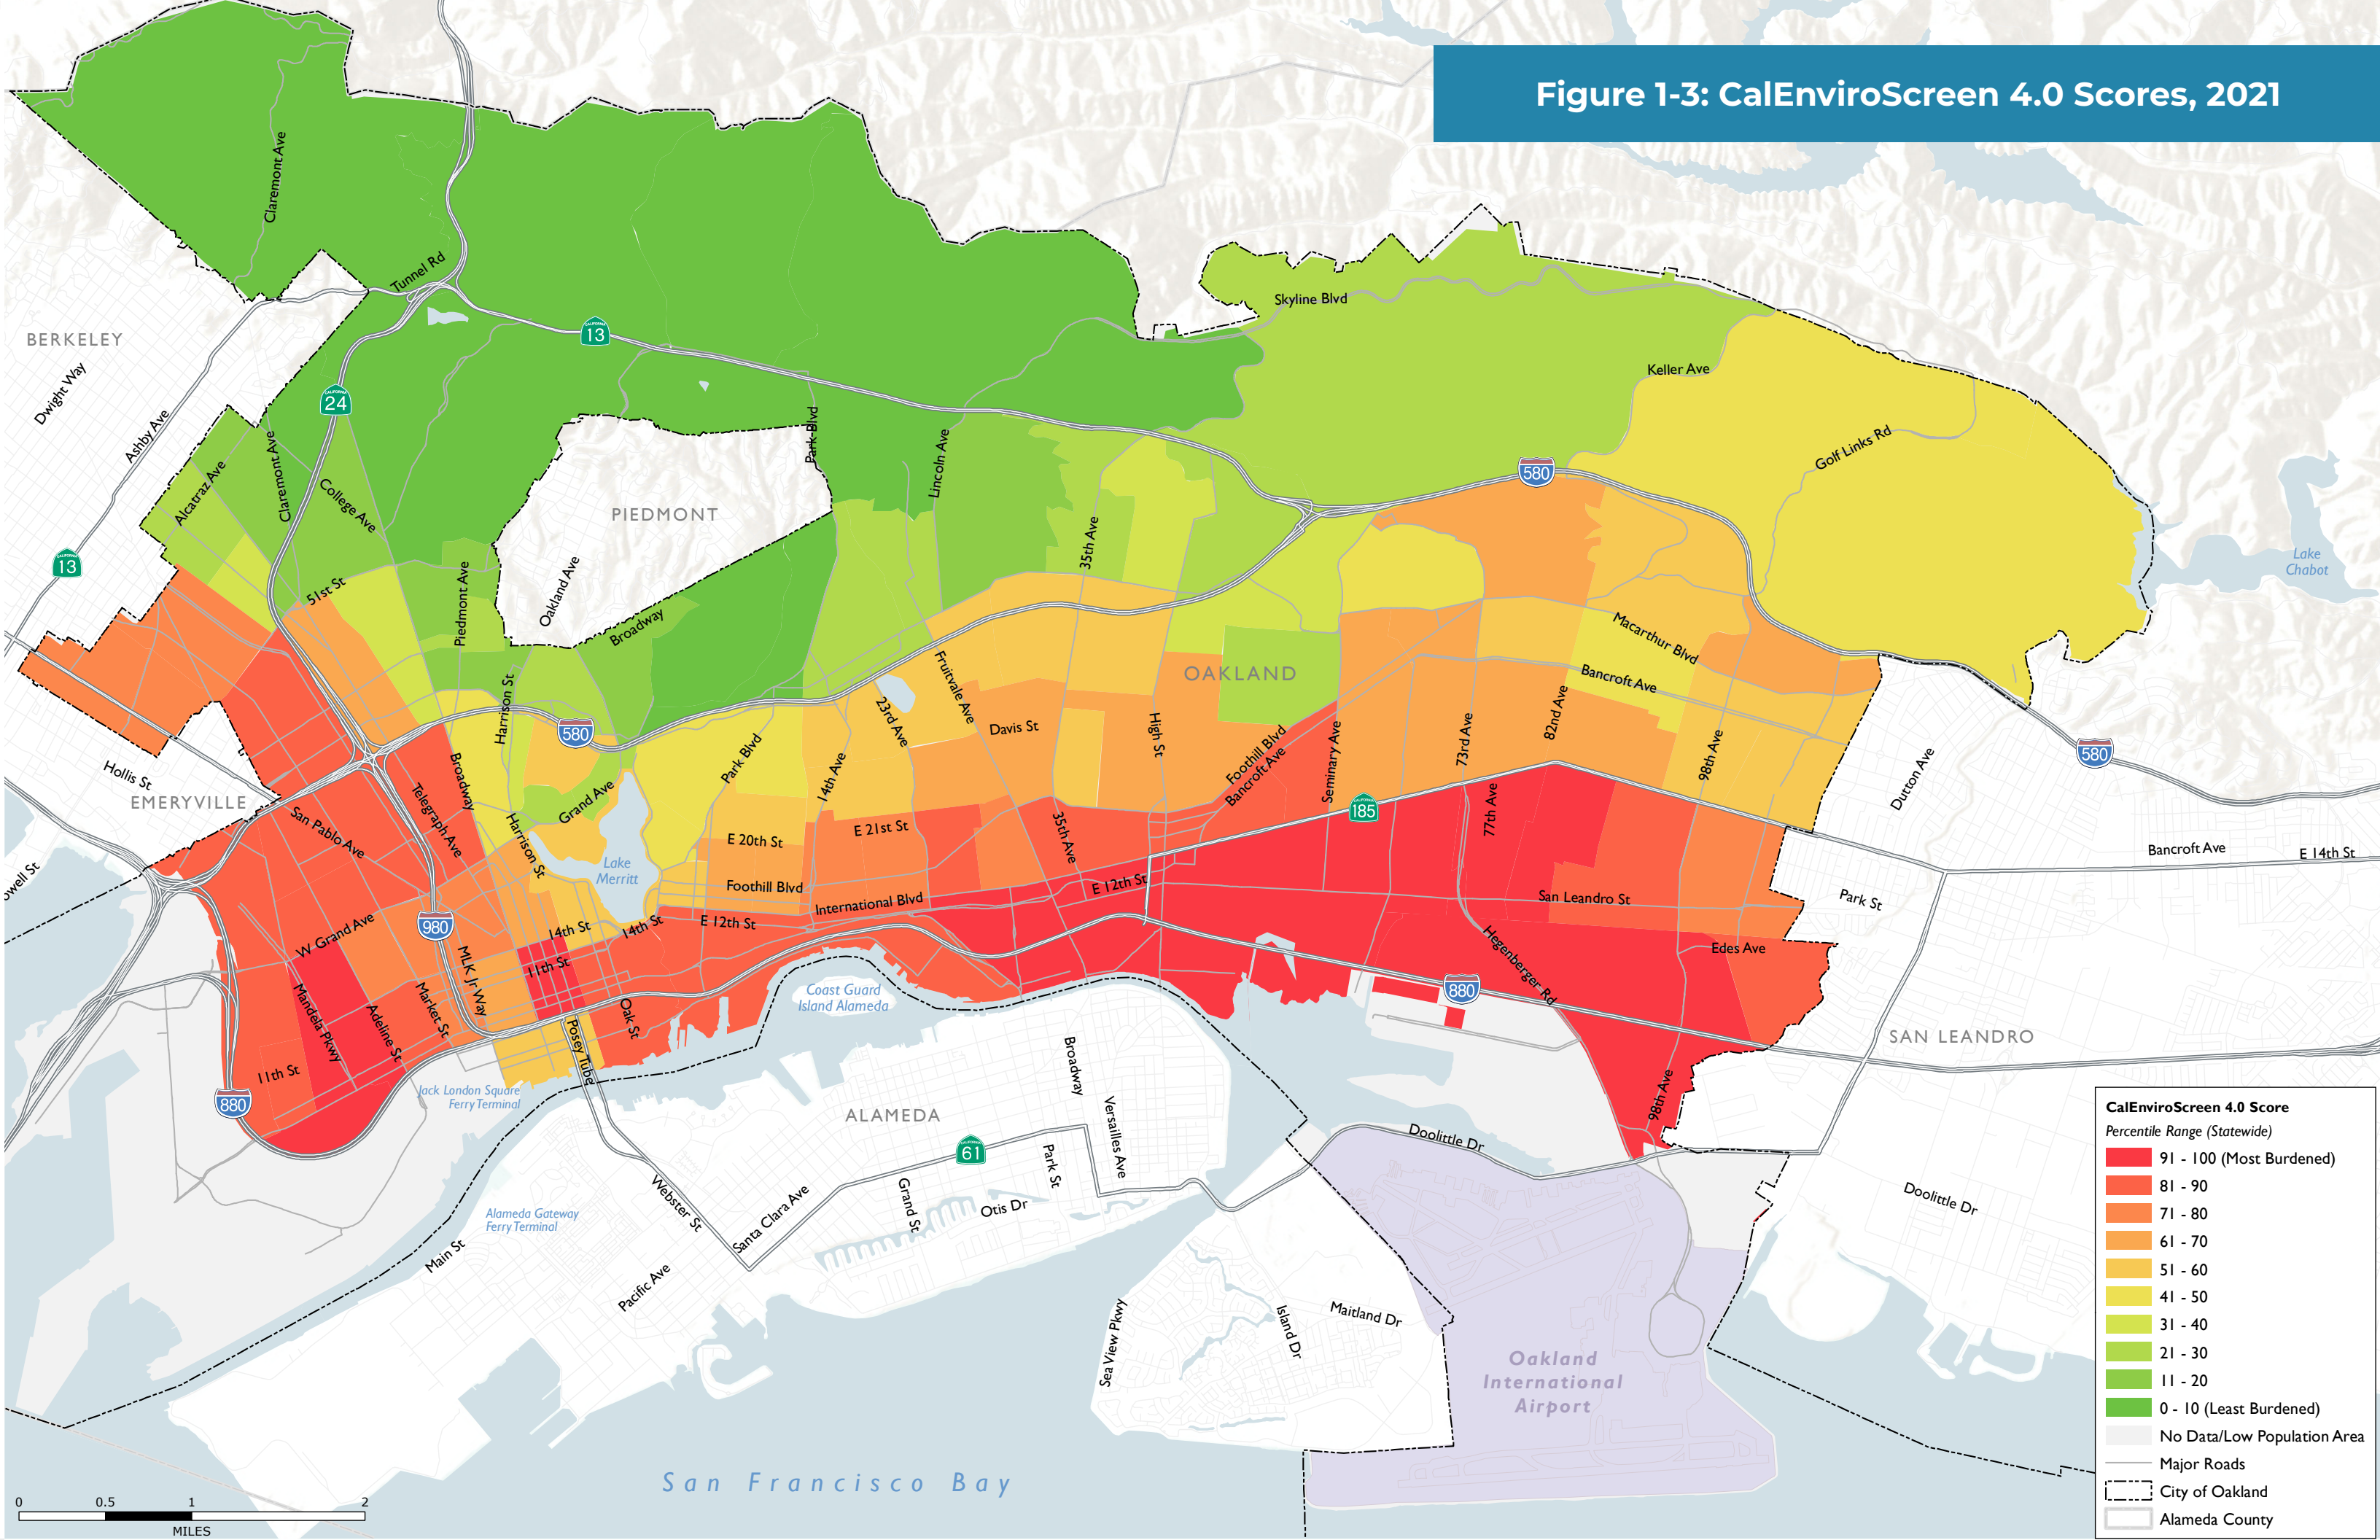 Figure 1-3: CalEnviroScreen 4.0 Scores, 2021
Claremont Ave
Tunnel Rd
BERKELEY
Dwight Way
Ashby Ave
13
24
13
Skyline Blvd
Keller Ave
Golf Links Rd
580
Lake
Chabot
Alcatraz Ave
Claremont Ave
College Ave
Park Blvd
Lincoln Ave
PIEDMONT
35th Ave
51st St
Piedmont Ave
Oakland Ave
Broadway
Macarthur Blvd
Bancroft Ave
OAKLAND
Harrison St
580
Fruitvale Ave
23rd Ave
Davis St
High St
Foothill Blvd
Bancroft Ave
Seminary Ave
73rd Ave
82nd Ave
98th Ave
580
Dutton Ave
Hollis St
EMERYVILLE
San Pablo Ave
Telegraph Ave
Broadway
Harrison St
Grand Ave
Park Blvd
14th Ave
Lake
Merritt
E 20th St
E 21st St
35th Ave
185
77th Ave
Bancroft Ave
E 14th St
owell St
Foothill Blvd
International Blvd
E 12th St
San Leandro St
Park St
W Grand Ave
980
MLK Jr Way
14th St
14th St
E 12th St
11th St
Hegenberger Rd
Edes Ave
Mandela Pkwy
Adeline St
Market St
Oak St
Posey Tube
Coast Guard
Island Alameda
880
SAN LEANDRO
11th St
880
Jack London Square
Ferry Terminal
ALAMEDA
Broadway
Versailles Ave
98th Ave
61
Park St
Doolittle Dr
Webster St
Santa Clara Ave
Grand St
Otis Dr
Doolittle Dr
Alameda Gateway
Ferry Terminal
Main St
Pacific Ave
Sea View Pkwy
Island Dr
Maitland Dr
Oakland
International
Airport
San Francisco Bay
0 0.5 1 2
MILES
CalEnviroScreen 4.0 Score
Percentile Range (Statewide)
91 - 100 (Most Burdened)
81 - 90
71 - 80
61 - 70
51 - 60
41 - 50
31 - 40
21 - 30
11 - 20
0 - 10 (Least Burdened)
No Data/Low Population Area
Major Roads
City of Oakland
Alameda County